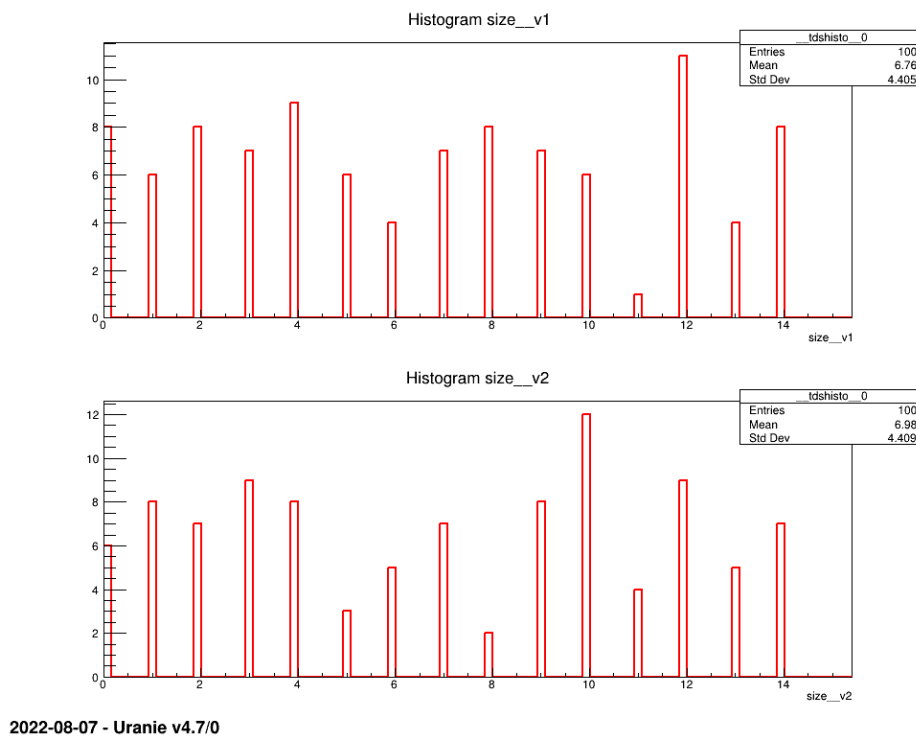 Histogram size__v1
__tdshisto__0
Entries 100
Mean 6.76
Std Dev 4.405
10
8
6
4
2
0
0 2 4 6 8 10 12 14
size__v1
Histogram size__v2
__tdshisto__0
Entries 100
Mean 6.98
Std Dev 4.409
12
10
8
6
4
2
0
0 2 4 6 8 10 12 14
size__v2
2022-08-07 - Uranie v4.7/0